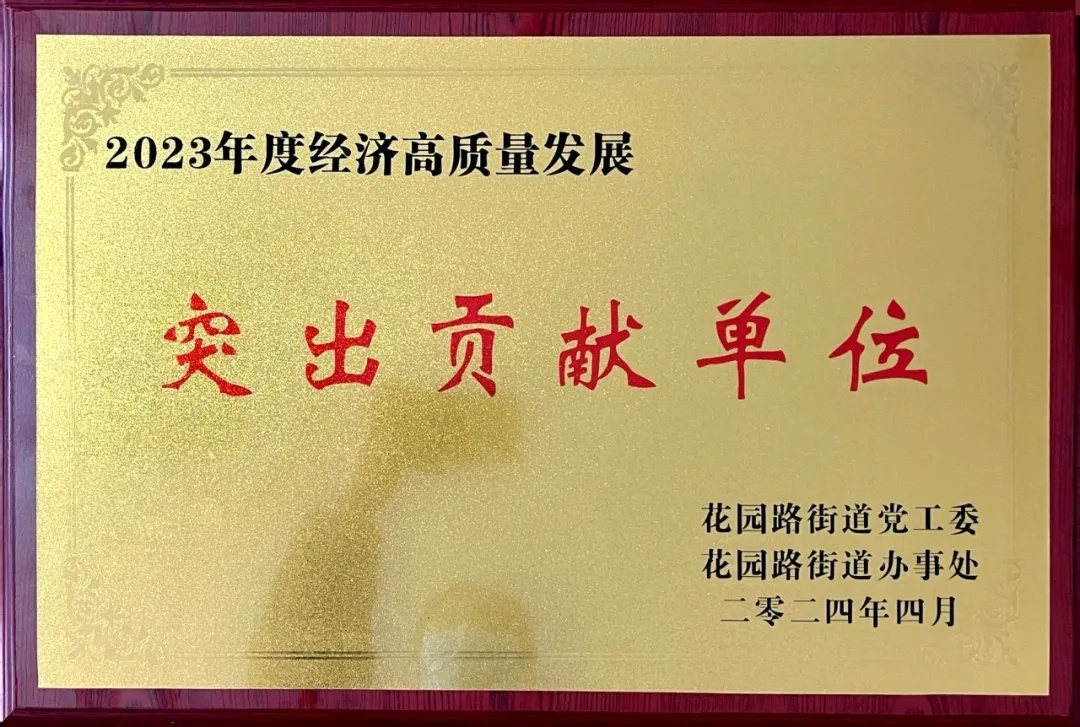 2023年度经济高质量发展
突出贡献单位
花园路街道党工委
花园路街道办事处
二零二四年四月